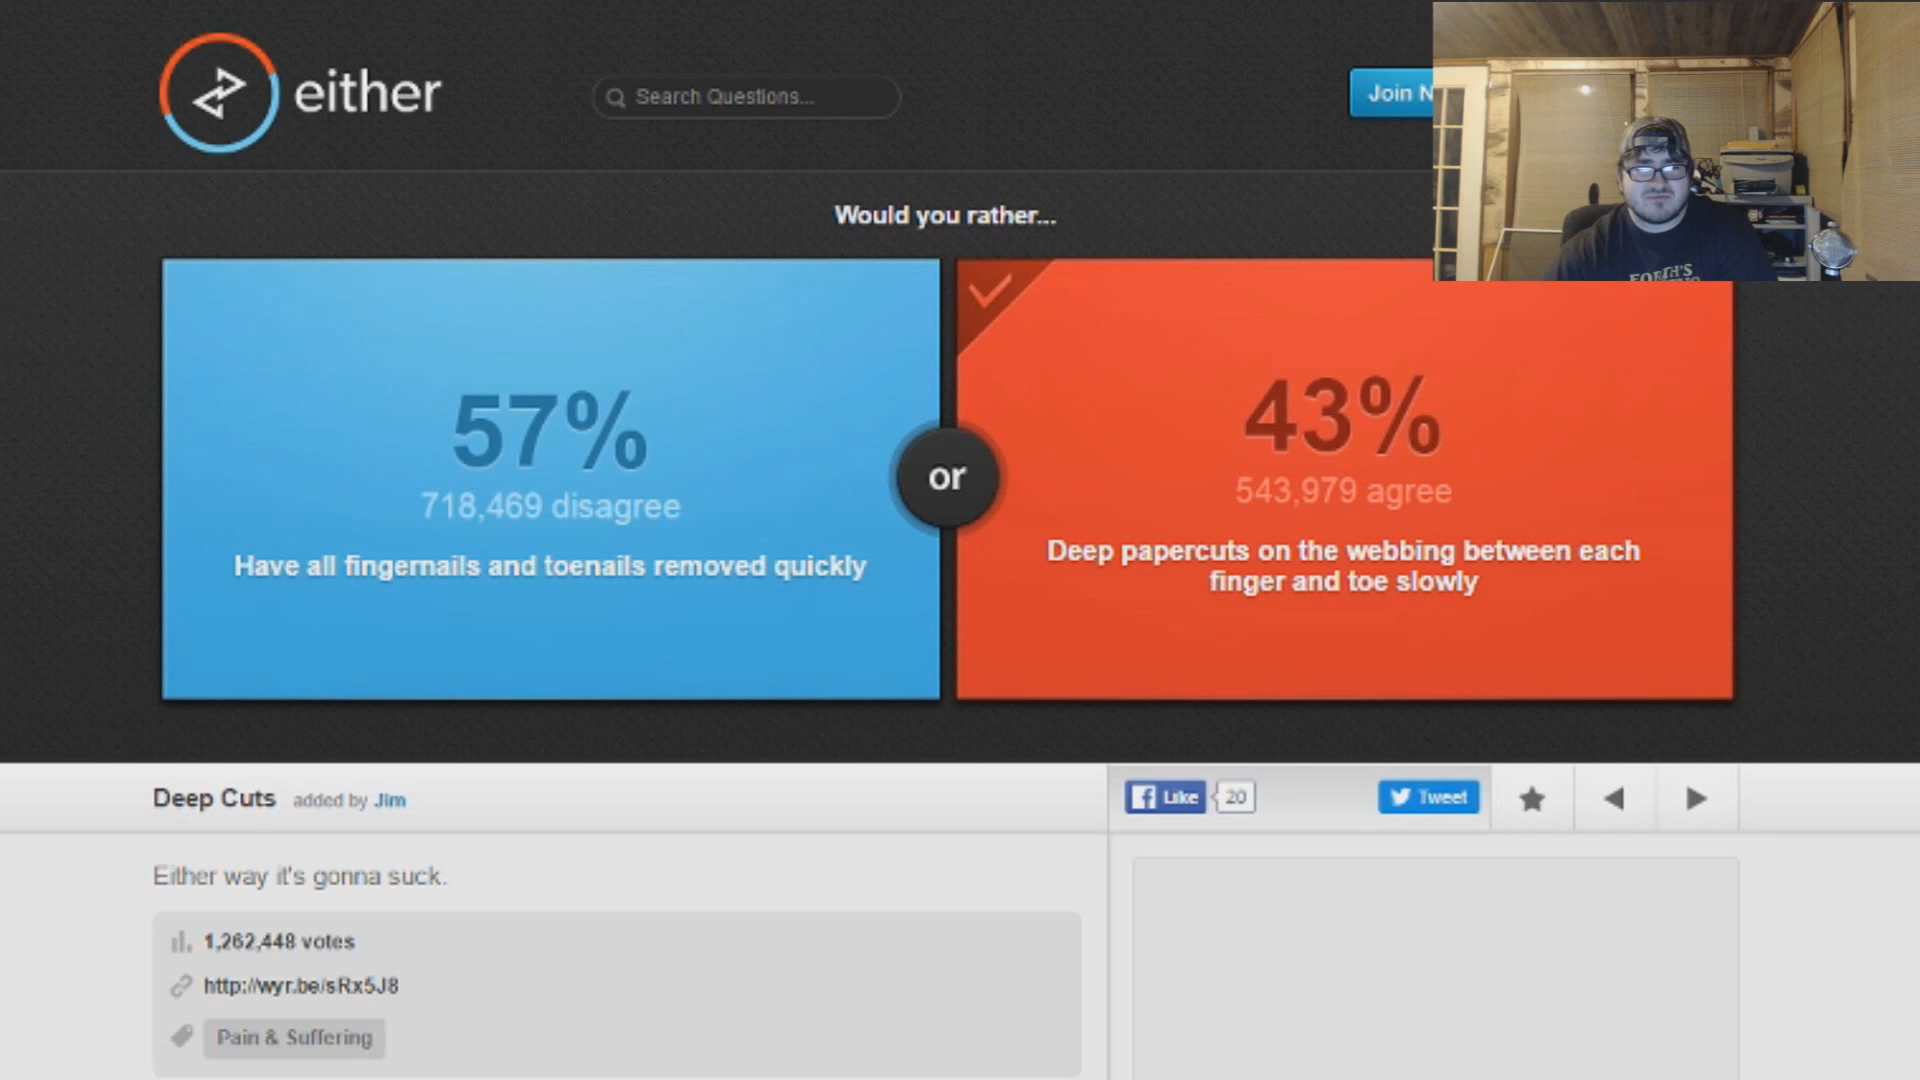 either
Search Questions...
Join N
Would you rather...
57%
718,469 disagree
Have all fingernails and toenails removed quickly
or
43%
543,979 agree
Deep papercuts on the webbing between each
finger and toe slowly
Deep Cuts added by Jim
Like
20
Tweet
Either way it's gonna suck.
1,262,448 votes
http://wyr.be/sRx5J8
Pain & Suffering